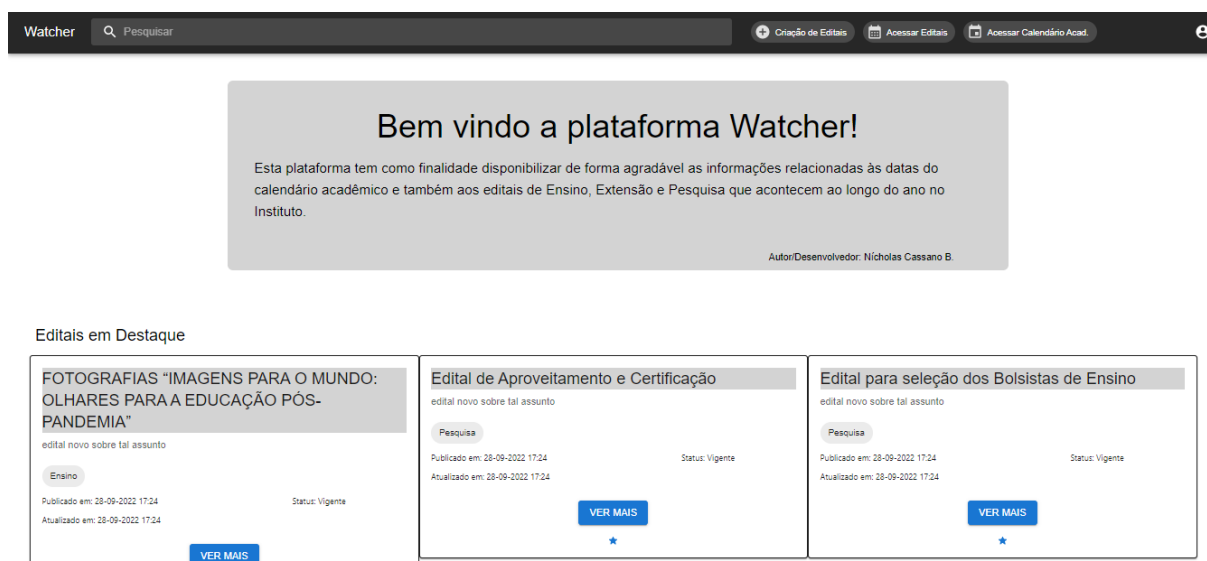 Watcher
Pesquisar
Criação de Editais
Acessar Editais
Acessar Calendário Acad.
Bem vindo a plataforma Watcher!
Esta plataforma tem como finalidade disponibilizar de forma agradável as informações relacionadas às datas do
calendário acadêmico e também aos editais de Ensino, Extensão e Pesquisa que acontecem ao longo do ano no
Instituto.
Autor/Desenvolvedor: Nícholas Cassano B.
Editais em Destaque
FOTOGRAFIAS “IMAGENS PARA O MUNDO:
OLHARES PARA A EDUCAÇÃO PÓS-
PANDEMIA”
edital novo sobre tal assunto
Ensino
Publicado em: 28-09-2022 17:24
Status: Vigente
Atualizado em: 28-09-2022 17:24
VER MAIS
Edital de Aproveitamento e Certificação
edital novo sobre tal assunto
Pesquisa
Publicado em: 28-09-2022 17:24
Status: Vigente
Atualizado em: 28-09-2022 17:24
VER MAIS
Edital para seleção dos Bolsistas de Ensino
edital novo sobre tal assunto
Pesquisa
Publicado em: 28-09-2022 17:24
Status: Vigente
Atualizado em: 28-09-2022 17:24
VER MAIS